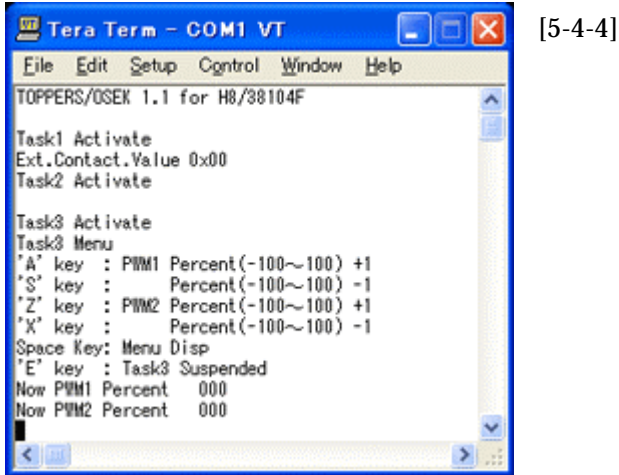 Tera Term - COM1 VT
[5-4-4]
File Edit Setup Control Window Help
TOPPERS/OSEK 1.1 for H8/38104F
Task1 Activate
Ext.Contact.Value 0x00
Task2 Activate
Task3 Activate
Task3 Menu
'A' key : PWM1 Percent(-100～100) +1
'S' key :      Percent(-100～100) -1
'Z' key : PWM2 Percent(-100～100) +1
'X' key :      Percent(-100～100) -1
Space Key: Menu Disp
'E' key : Task3 Suspended
Now PWM1 Percent   000
Now PWM2 Percent   000